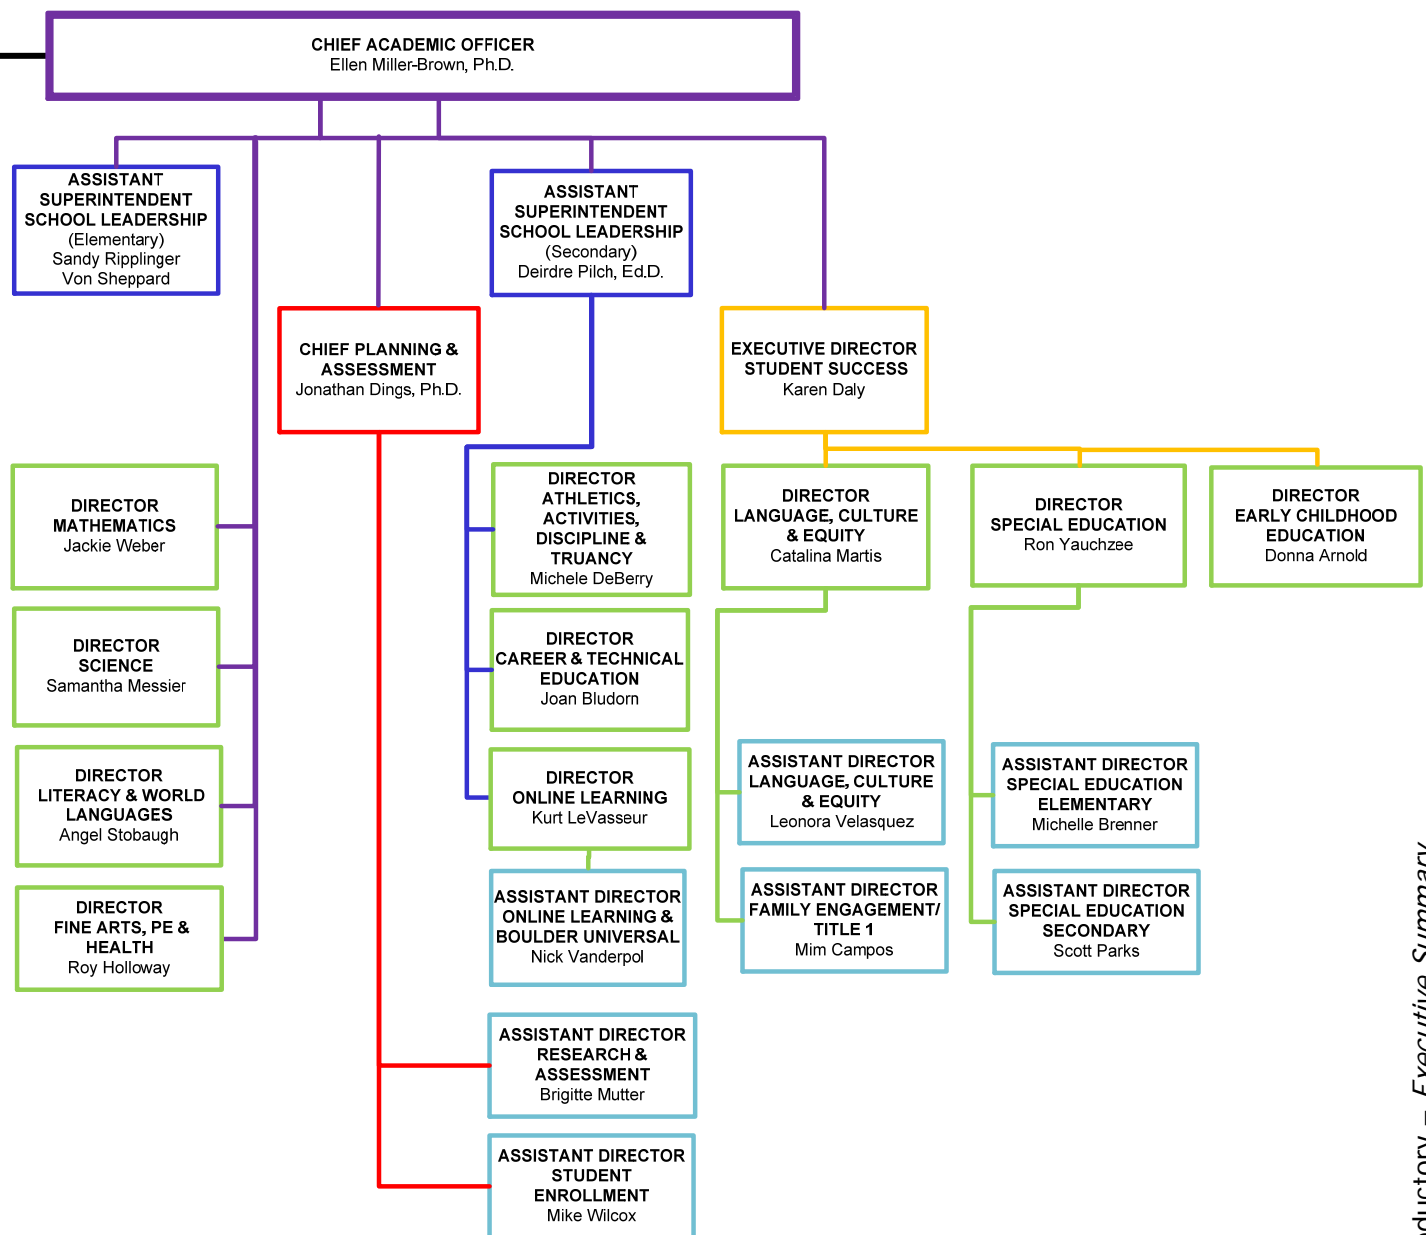 CHIEF ACADEMIC OFFICER
Ellen Miller-Brown, Ph.D.
ASSISTANT
SUPERINTENDENT
SCHOOL LEADERSHIP
(Elementary)
Sandy Ripplinger
Von Sheppard
ASSISTANT
SUPERINTENDENT
SCHOOL LEADERSHIP
(Secondary)
Deirdre Pilch, Ed.D.
CHIEF PLANNING &
ASSESSMENT
Jonathan Dings, Ph.D.
EXECUTIVE DIRECTOR
STUDENT SUCCESS
Karen Daly
DIRECTOR
MATHEMATICS
Jackie Weber
DIRECTOR
ATHLETICS,
ACTIVITIES,
DISCIPLINE &
TRUANCY
Michele DeBerry
DIRECTOR
LANGUAGE, CULTURE
& EQUITY
Catalina Martis
DIRECTOR
SPECIAL EDUCATION
Ron Yauchzee
DIRECTOR
EARLY CHILDHOOD
EDUCATION
Donna Arnold
DIRECTOR
SCIENCE
Samantha Messier
DIRECTOR
CAREER & TECHNICAL
EDUCATION
Joan Bludorn
DIRECTOR
LITERACY & WORLD
LANGUAGES
Angel Stobaugh
DIRECTOR
ONLINE LEARNING
Kurt LeVasseur
ASSISTANT DIRECTOR
LANGUAGE, CULTURE
& EQUITY
Leonora Velasquez
ASSISTANT DIRECTOR
SPECIAL EDUCATION
ELEMENTARY
Michelle Brenner
DIRECTOR
FINE ARTS, PE &
HEALTH
Roy Holloway
ASSISTANT DIRECTOR
ONLINE LEARNING &
BOULDER UNIVERSAL
Nick Vanderpol
ASSISTANT DIRECTOR
FAMILY ENGAGEMENT/
TITLE 1
Mim Campos
ASSISTANT DIRECTOR
SPECIAL EDUCATION
SECONDARY
Scott Parks
ASSISTANT DIRECTOR
RESEARCH &
ASSESSMENT
Brigitte Mutter
ASSISTANT DIRECTOR
STUDENT
ENROLLMENT
Mike Wilcox
ductory – Executive Summary